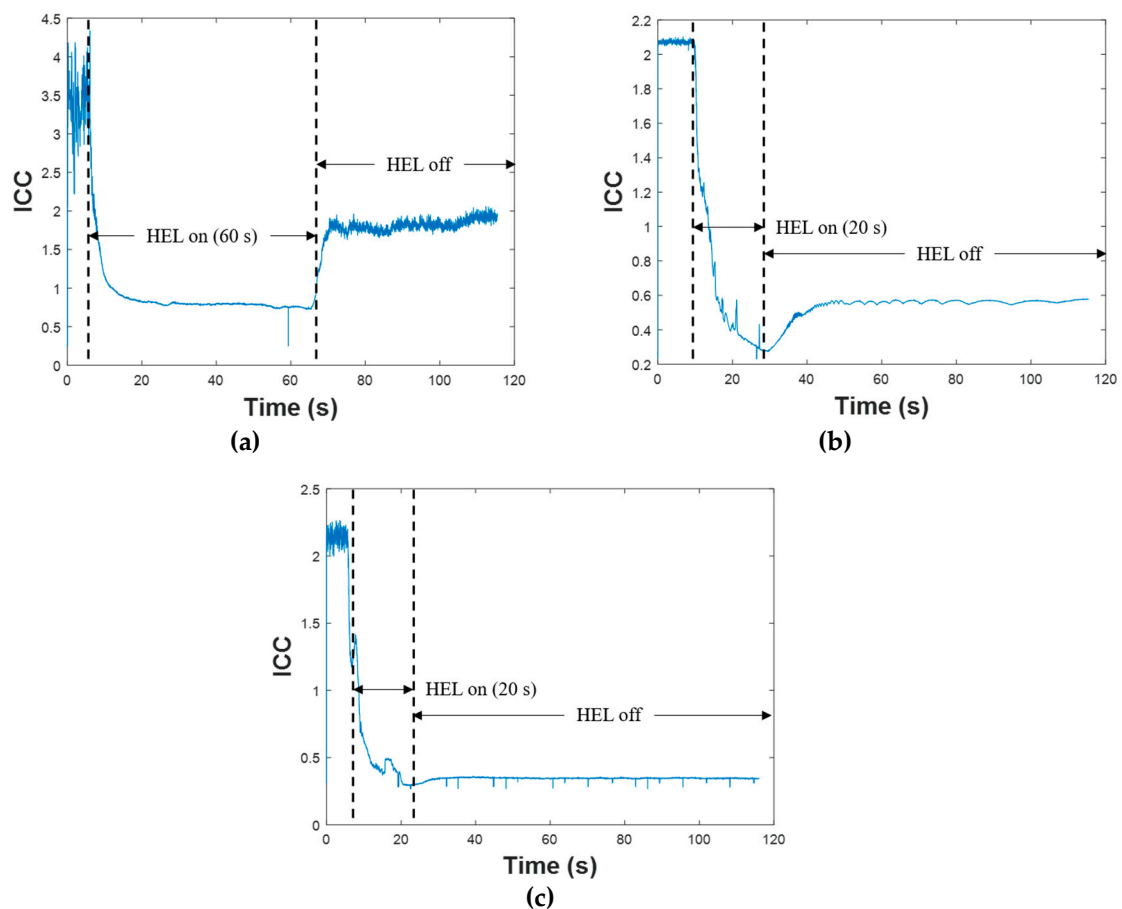 4.5
4
3.5
3
2.5
2
1.5
1
0.5
0
ICC
HEL off
HEL on (60 s)
0 20 40 60 80 100 120
Time (s)
(a)
2.2
2
1.8
1.6
1.4
1.2
1
0.8
0.6
0.4
0.2
ICC
HEL on (20 s)
HEL off
0 20 40 60 80 100 120
Time (s)
(b)
2.5
2
1.5
1
0.5
0
ICC
HEL on (20 s)
HEL off
0 20 40 60 80 100 120
Time (s)
(c)